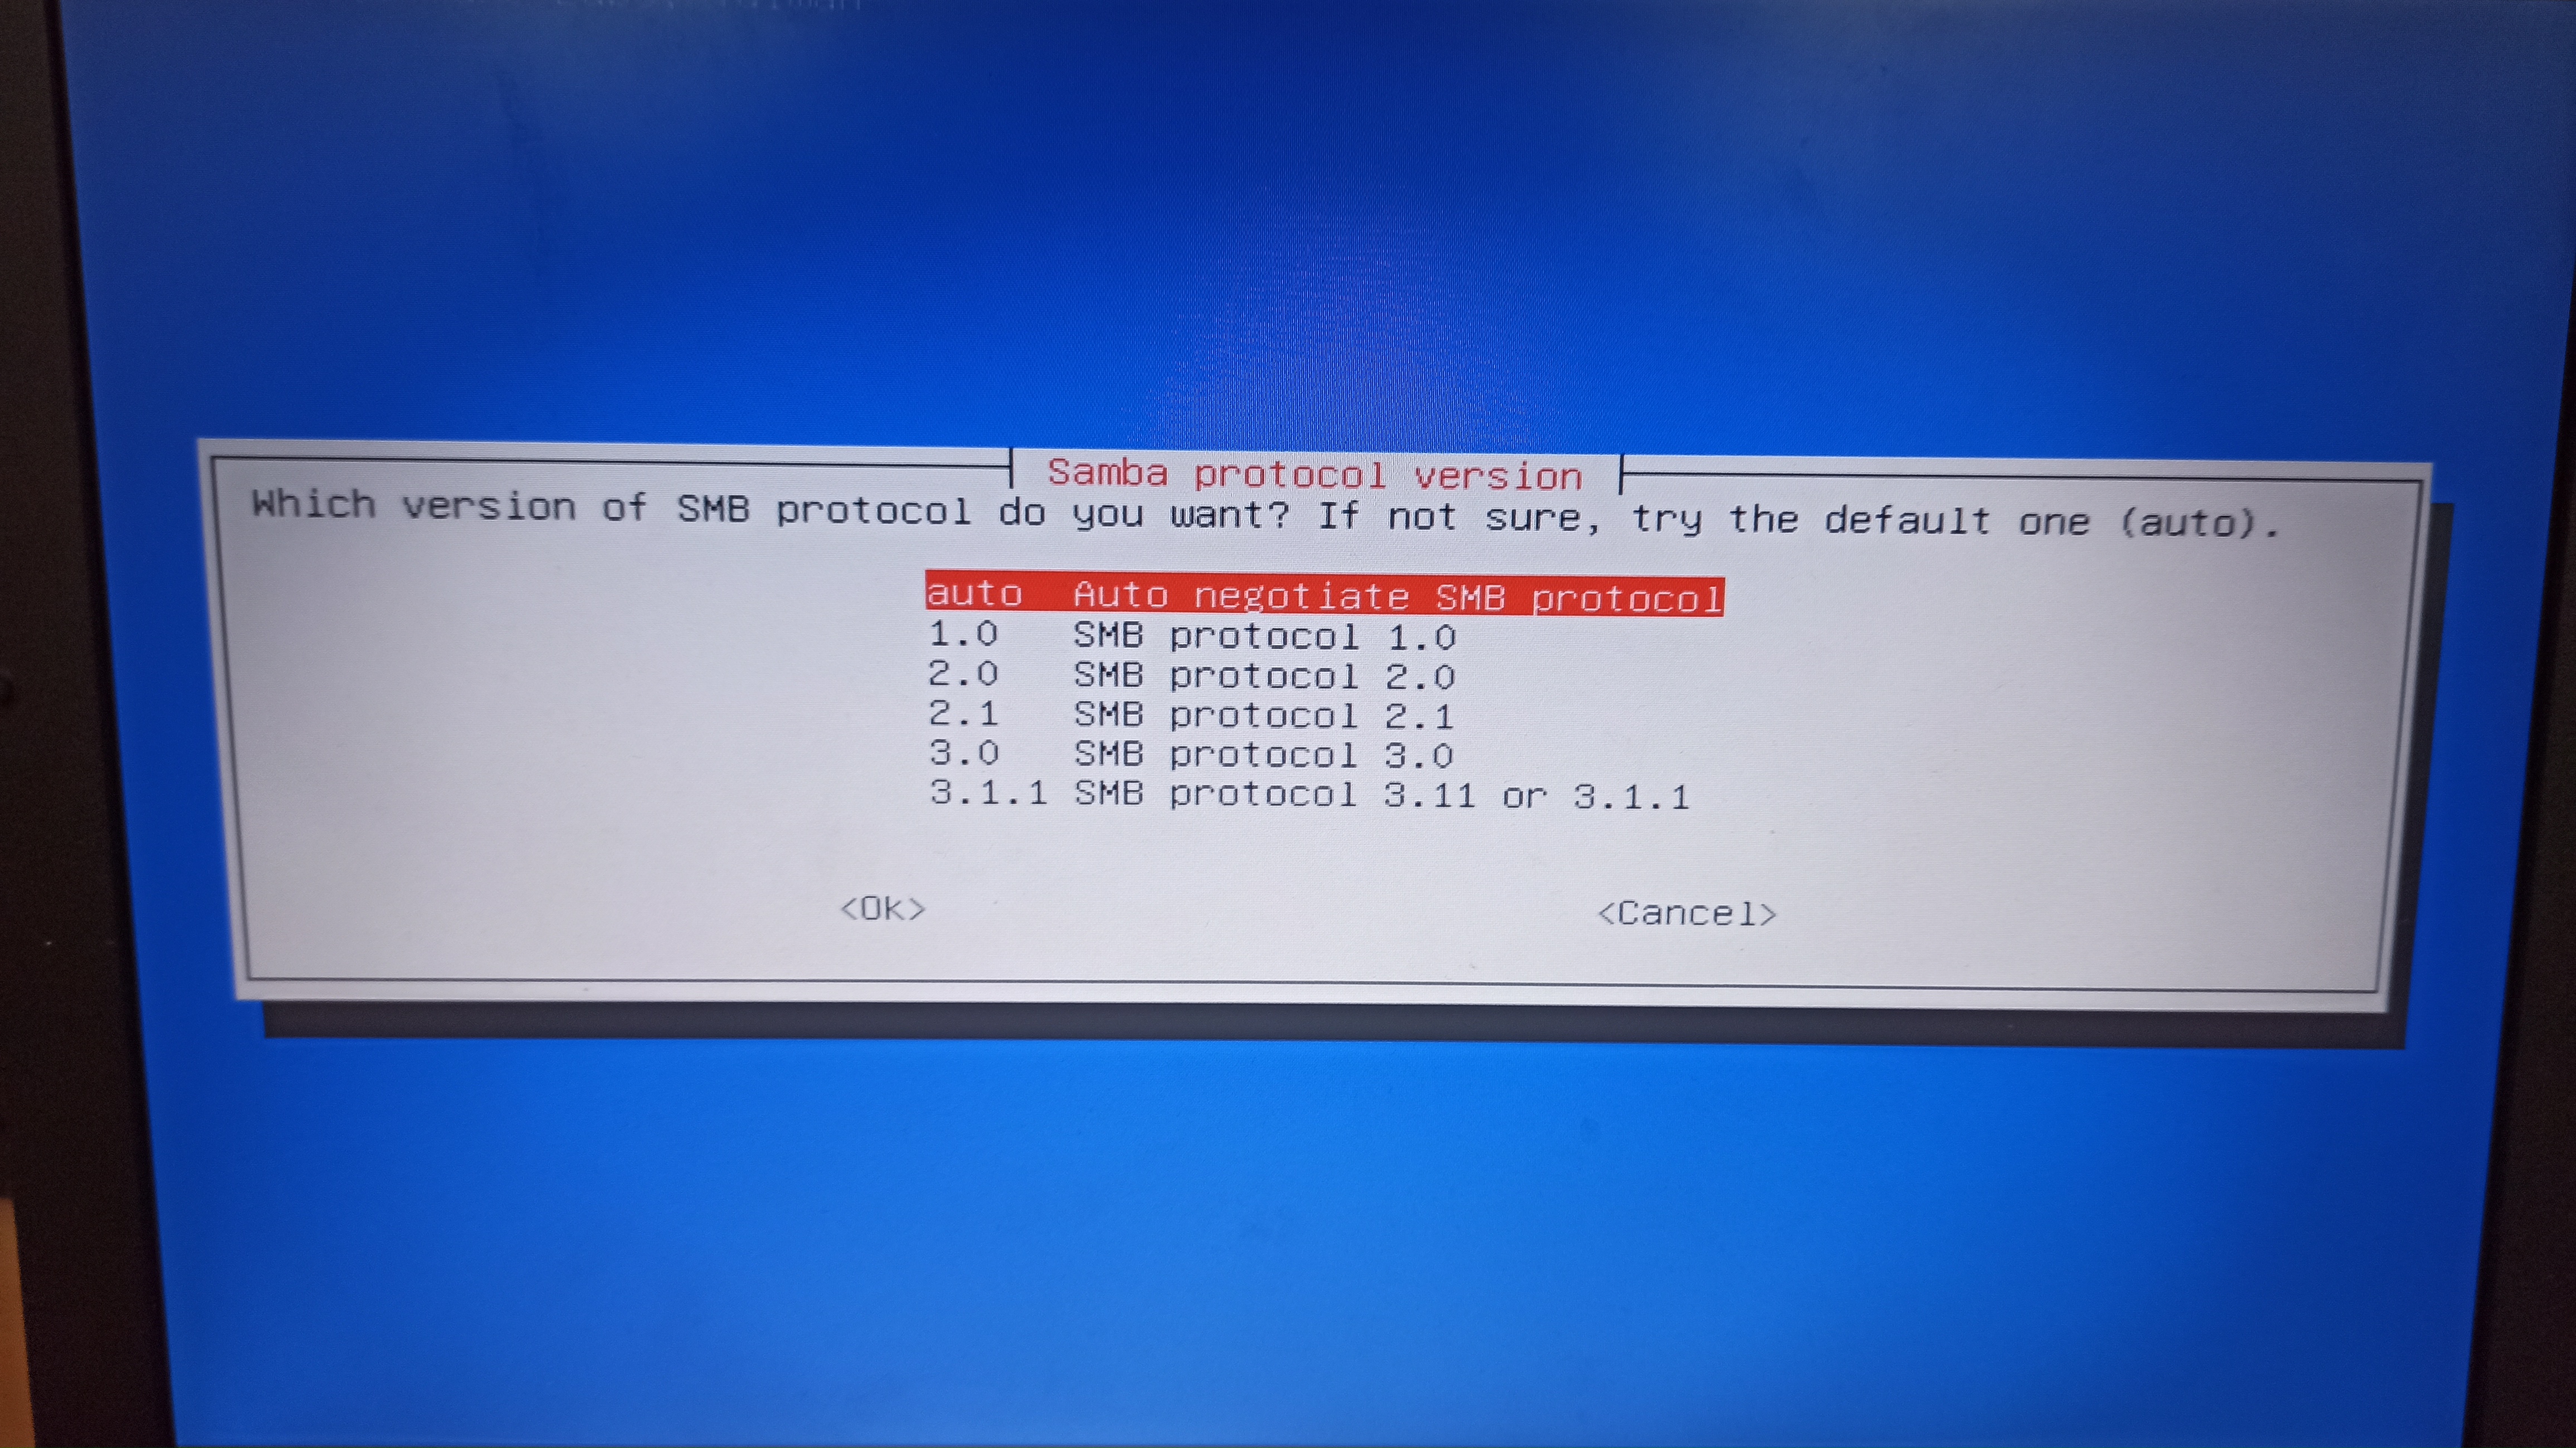 Samba protocol version
Which version of SMB protocol do you want? If not sure, try the default one (auto).
auto Auto negotiate SMB protocol
1.0 SMB protocol 1.0
2.0 SMB protocol 2.0
2.1 SMB protocol 2.1
3.0 SMB protocol 3.0
3.1.1 SMB protocol 3.11 or 3.1.1
<Ok> <Cancel>